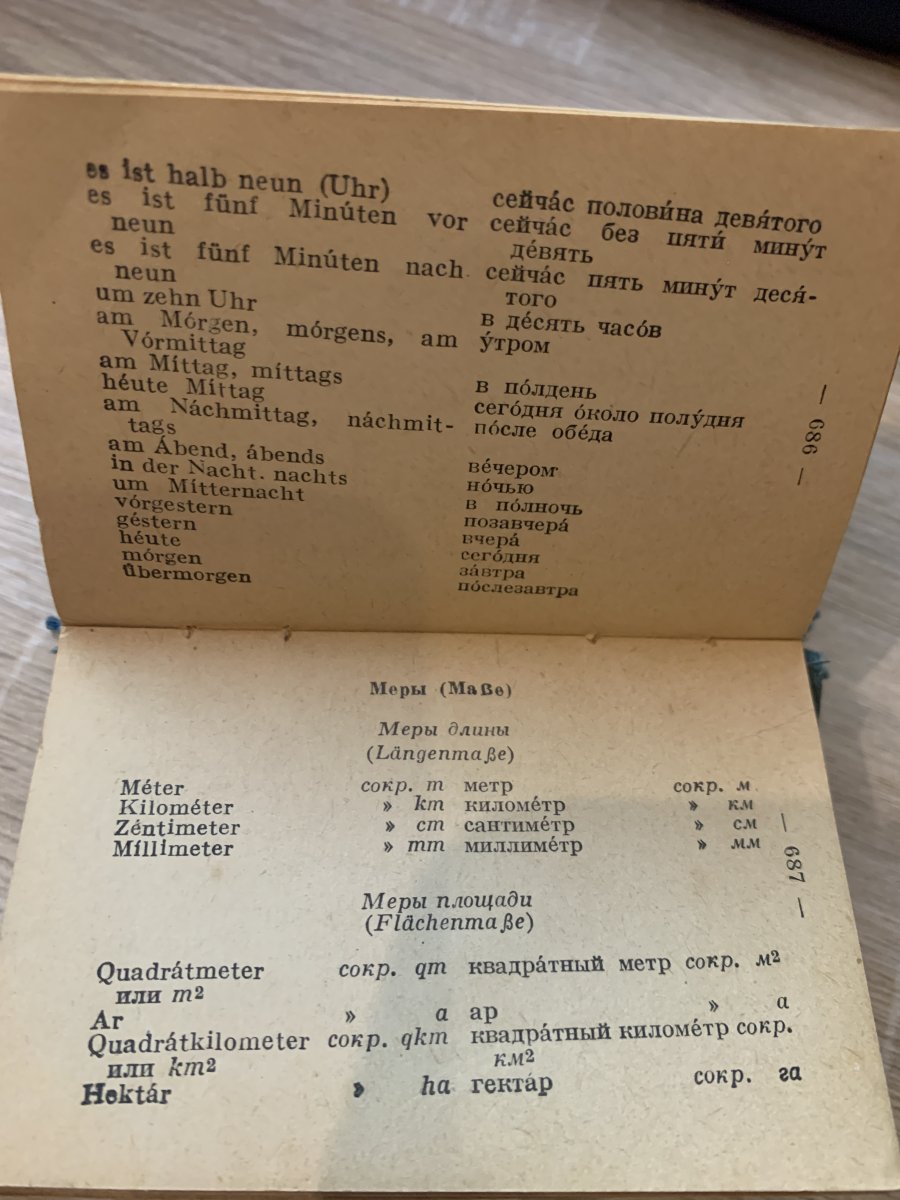 es ist halb neun (Uhr) сейча́с полови́на девя́того
es ist fünf Minúten vor сейча́с без пяти́ мину́т
neun де́вять
es ist fünf Minúten nach сейча́с пять мину́т деся́-
neun того
um zehn Uhr в де́сять часо́в
am Mórgen, mórgens, am у́тром
Vórmittag
am Míttag, míttags в по́лдень
héute Míttag сего́дня о́коло полу́дня
am Náchmittag, náchmit- по́сле обе́да
tags
am Ábend, ábends ве́чером
in der Nacht. nachts но́чью
um Mítternacht в по́лночь
vórgestern позавчера́
géstern вчера́
héute сего́дня
mórgen за́втра
übermorgen по́слезавтра
— 686 —
Меры (Maße)
Меры длины
(Längenmaße)
Méter сокр. m метр сокр. м
Kilométer » km киломе́тр » км
Zéntimeter » cm сантиме́тр » см
Míllimeter » mm миллиме́тр » мм
Меры площади
(Flächenmaße)
Quadrátmeter сокр. qm квадра́тный метр сокр. м²
или m²
Ar » a ар » а
Quadrátkilometer сокр. qkm квадра́тный киломе́тр сокр.
или km² км²
Hektár » ha гекта́р сокр. га
— 687 —